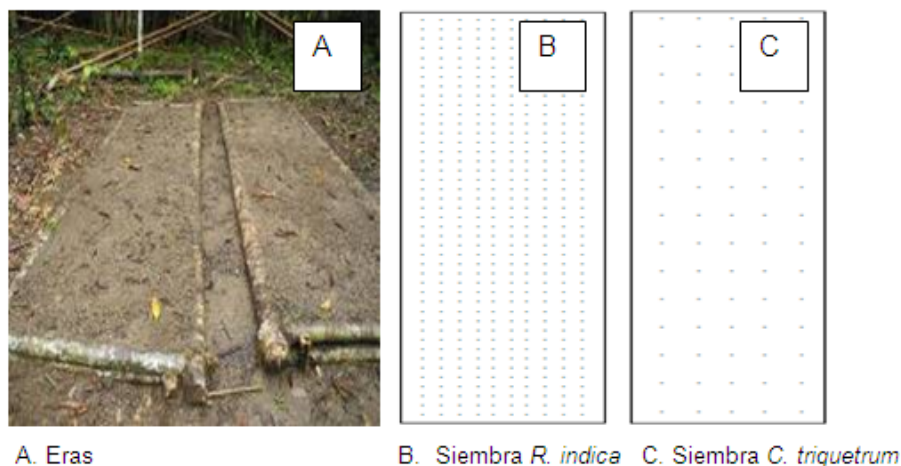 A
B
C
A. Eras
B. Siembra R. indica
C. Siembra C. triquetrum